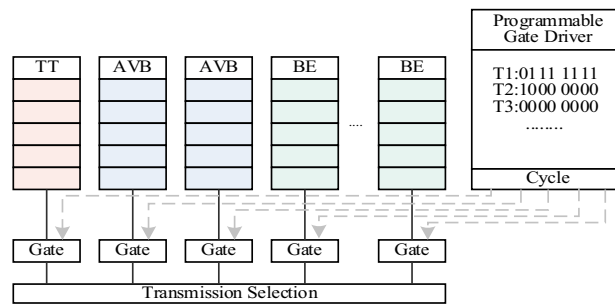 Programmable
Gate Driver
TT
AVB
AVB
BE
BE
T1:0111 1111
T2:1000 0000
T3:0000 0000
........
....
Cycle
Gate
Gate
Gate
Gate
Gate
Transmission Selection